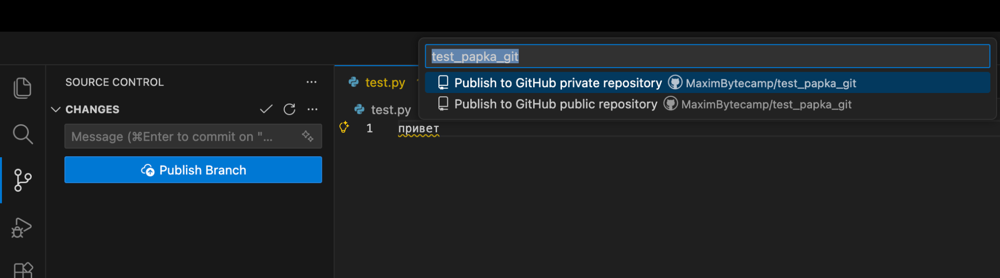 test_papka_git
Publish to GitHub private repository MaximBytecamp/test_papka_git
Publish to GitHub public repository MaximBytecamp/test_papka_git
SOURCE CONTROL
CHANGES
Message (⌘Enter to commit on "...
Publish Branch
test.py
test.py
1 привет